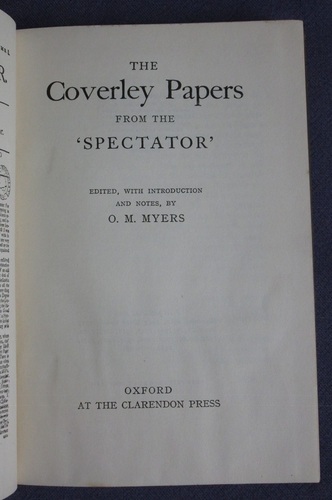 THE
Coverley Papers
FROM THE
'SPECTATOR'
EDITED, WITH INTRODUCTION
AND NOTES, BY
O. M. MYERS
OXFORD
AT THE CLARENDON PRESS